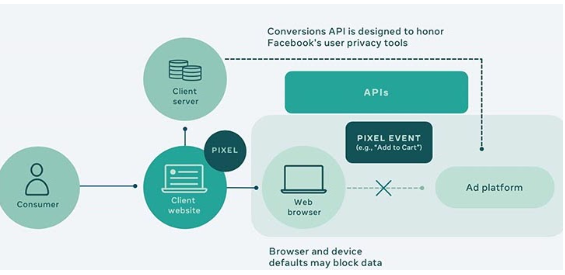 Conversions API is designed to honor
Facebook's user privacy tools
Client
server
APIs
PIXEL
PIXEL EVENT
(e.g., "Add to Cart")
Consumer
Client
website
Web
browser
Ad platform
Browser and device
defaults may block data